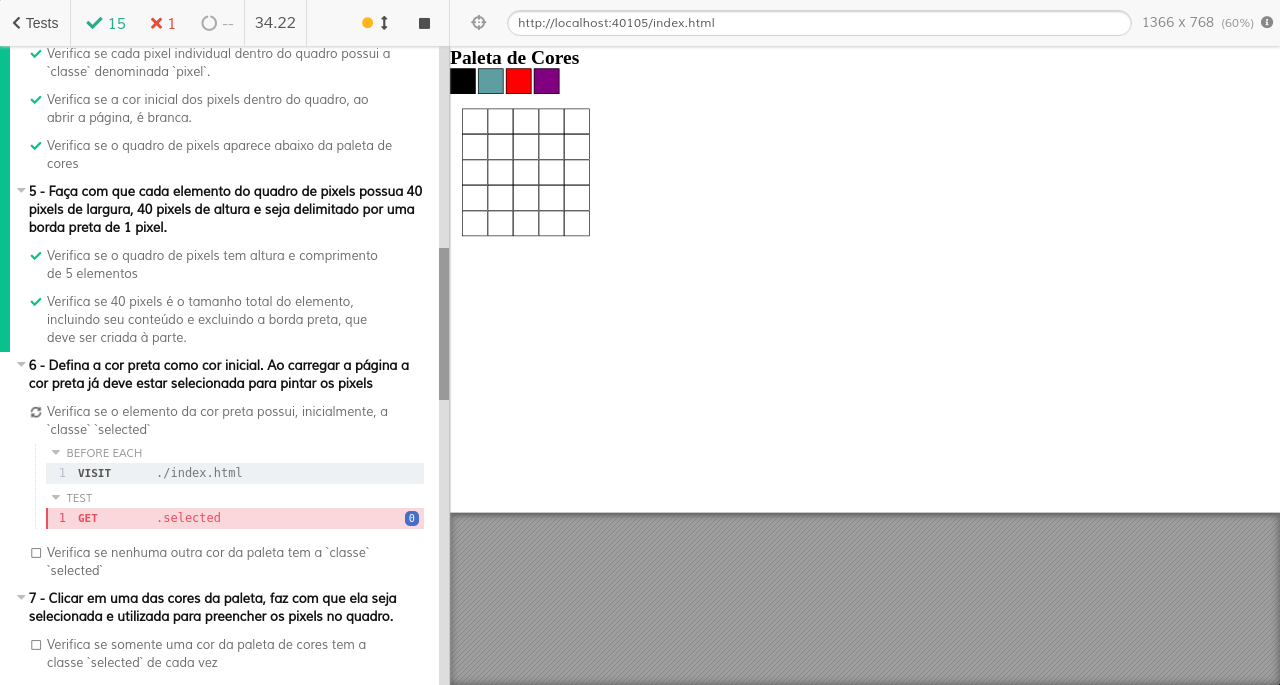 Tests 15 1 -- 34.22 http://localhost:40105/index.html 1366 x 768 (60%)
Verifica se cada pixel individual dentro do quadro possui a
`classe` denominada `pixel`.
Verifica se a cor inicial dos pixels dentro do quadro, ao
abrir a página, é branca.
Verifica se o quadro de pixels aparece abaixo da paleta de
cores
5 - Faça com que cada elemento do quadro de pixels possua 40
pixels de largura, 40 pixels de altura e seja delimitado por uma
borda preta de 1 pixel.
Verifica se o quadro de pixels tem altura e comprimento
de 5 elementos
Verifica se 40 pixels é o tamanho total do elemento,
incluindo seu conteúdo e excluindo a borda preta, que
deve ser criada à parte.
6 - Defina a cor preta como cor inicial. Ao carregar a página a
cor preta já deve estar selecionada para pintar os pixels
Verifica se o elemento da cor preta possui, inicialmente, a
`classe` `selected`
BEFORE EACH
1 VISIT ./index.html
TEST
1 GET .selected 0
Verifica se nenhuma outra cor da paleta tem a `classe`
`selected`
7 - Clicar em uma das cores da paleta, faz com que ela seja
selecionada e utilizada para preencher os pixels no quadro.
Verifica se somente uma cor da paleta de cores tem a
classe `selected` de cada vez
Paleta de Cores